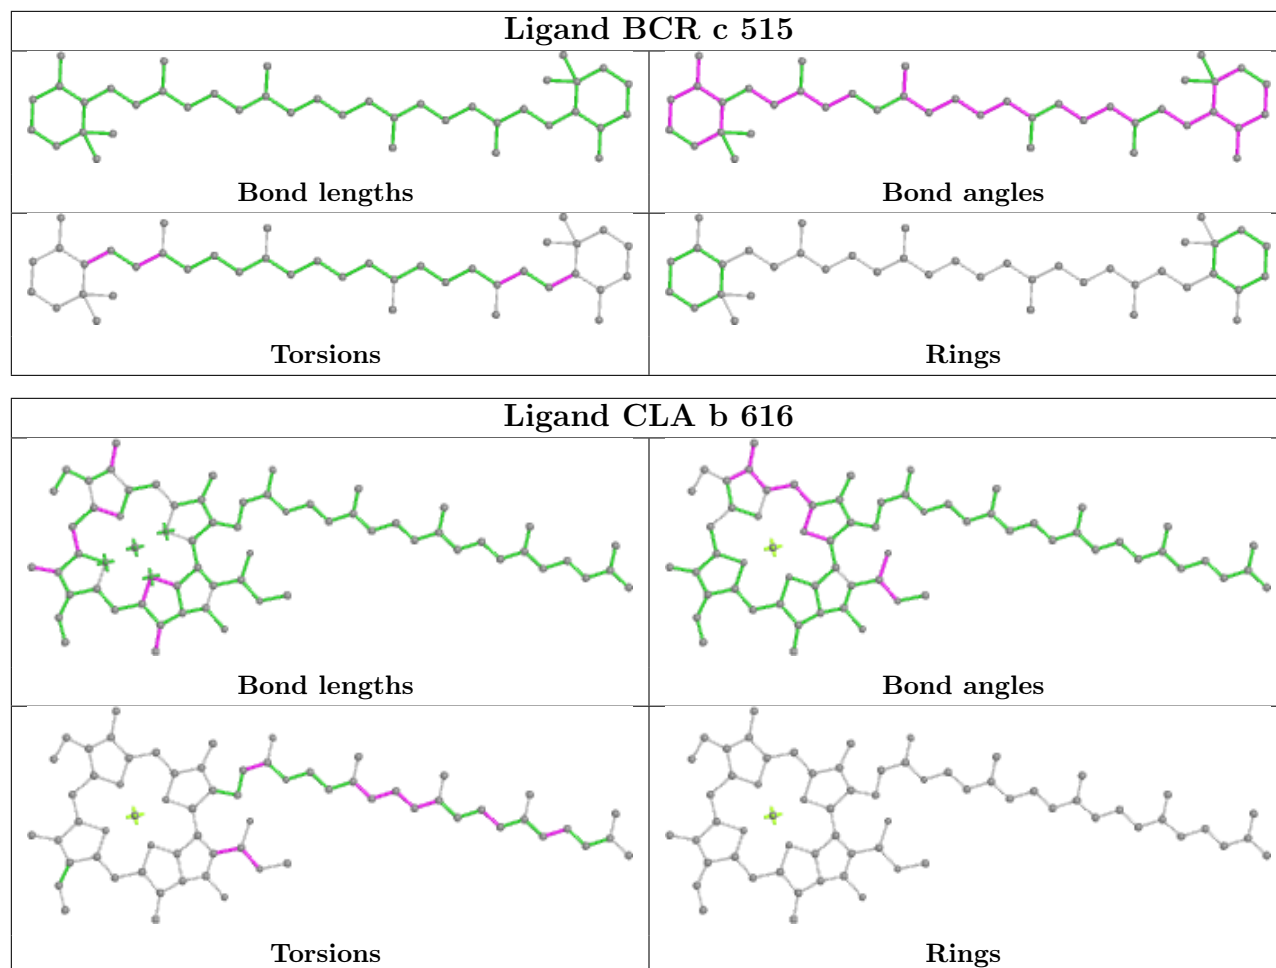 Ligand BCR c 515
Bond lengths
Bond angles
Torsions
Rings
Ligand CLA b 616
Bond lengths
Bond angles
Torsions
Rings